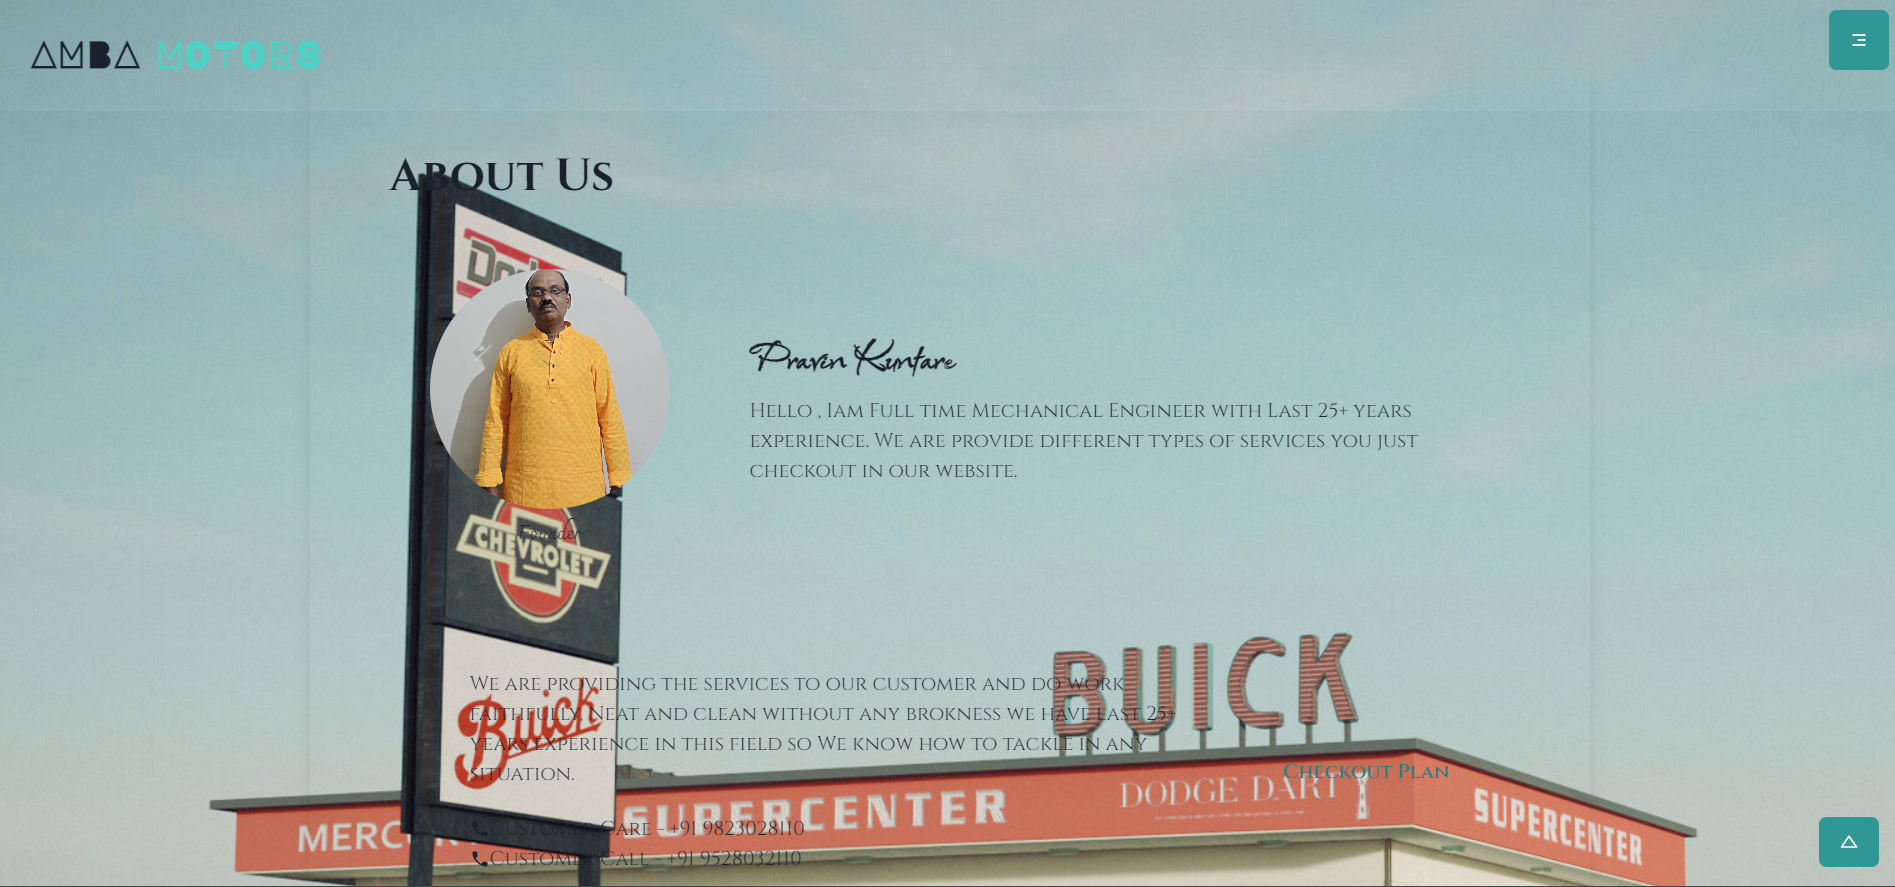 AMBA MOTORS
About Us
Dod
Pravin Kuntare
Hello , Iam Full time Mechanical Engineer with Last 25+ years
experience. We are provide different types of services you just
checkout in our website.
Founder
CHEVROLET
BUICK
We are providing the services to our customer and do work
faithfully, Neat and clean without any brokness we have last 25+
years experience in this field so We know how to tackle in any
situation.
Buick
Checkout Plan
DODGE DART
SUPERCENTER
SUPERCENTER
MERC
Customer Care - +91 9823028110
Customer Call - +91 9528032110